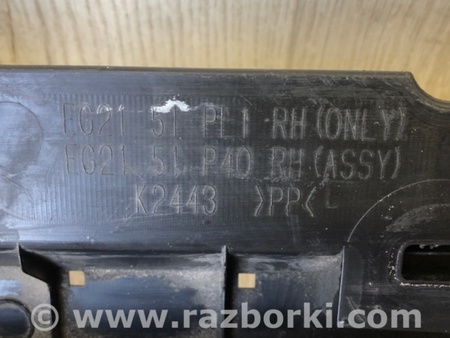 EG21 51 PL1 RH (ONLY)
EG21 51 P40 RH (ASSY)
K2443 >PP<
www.razborki.com